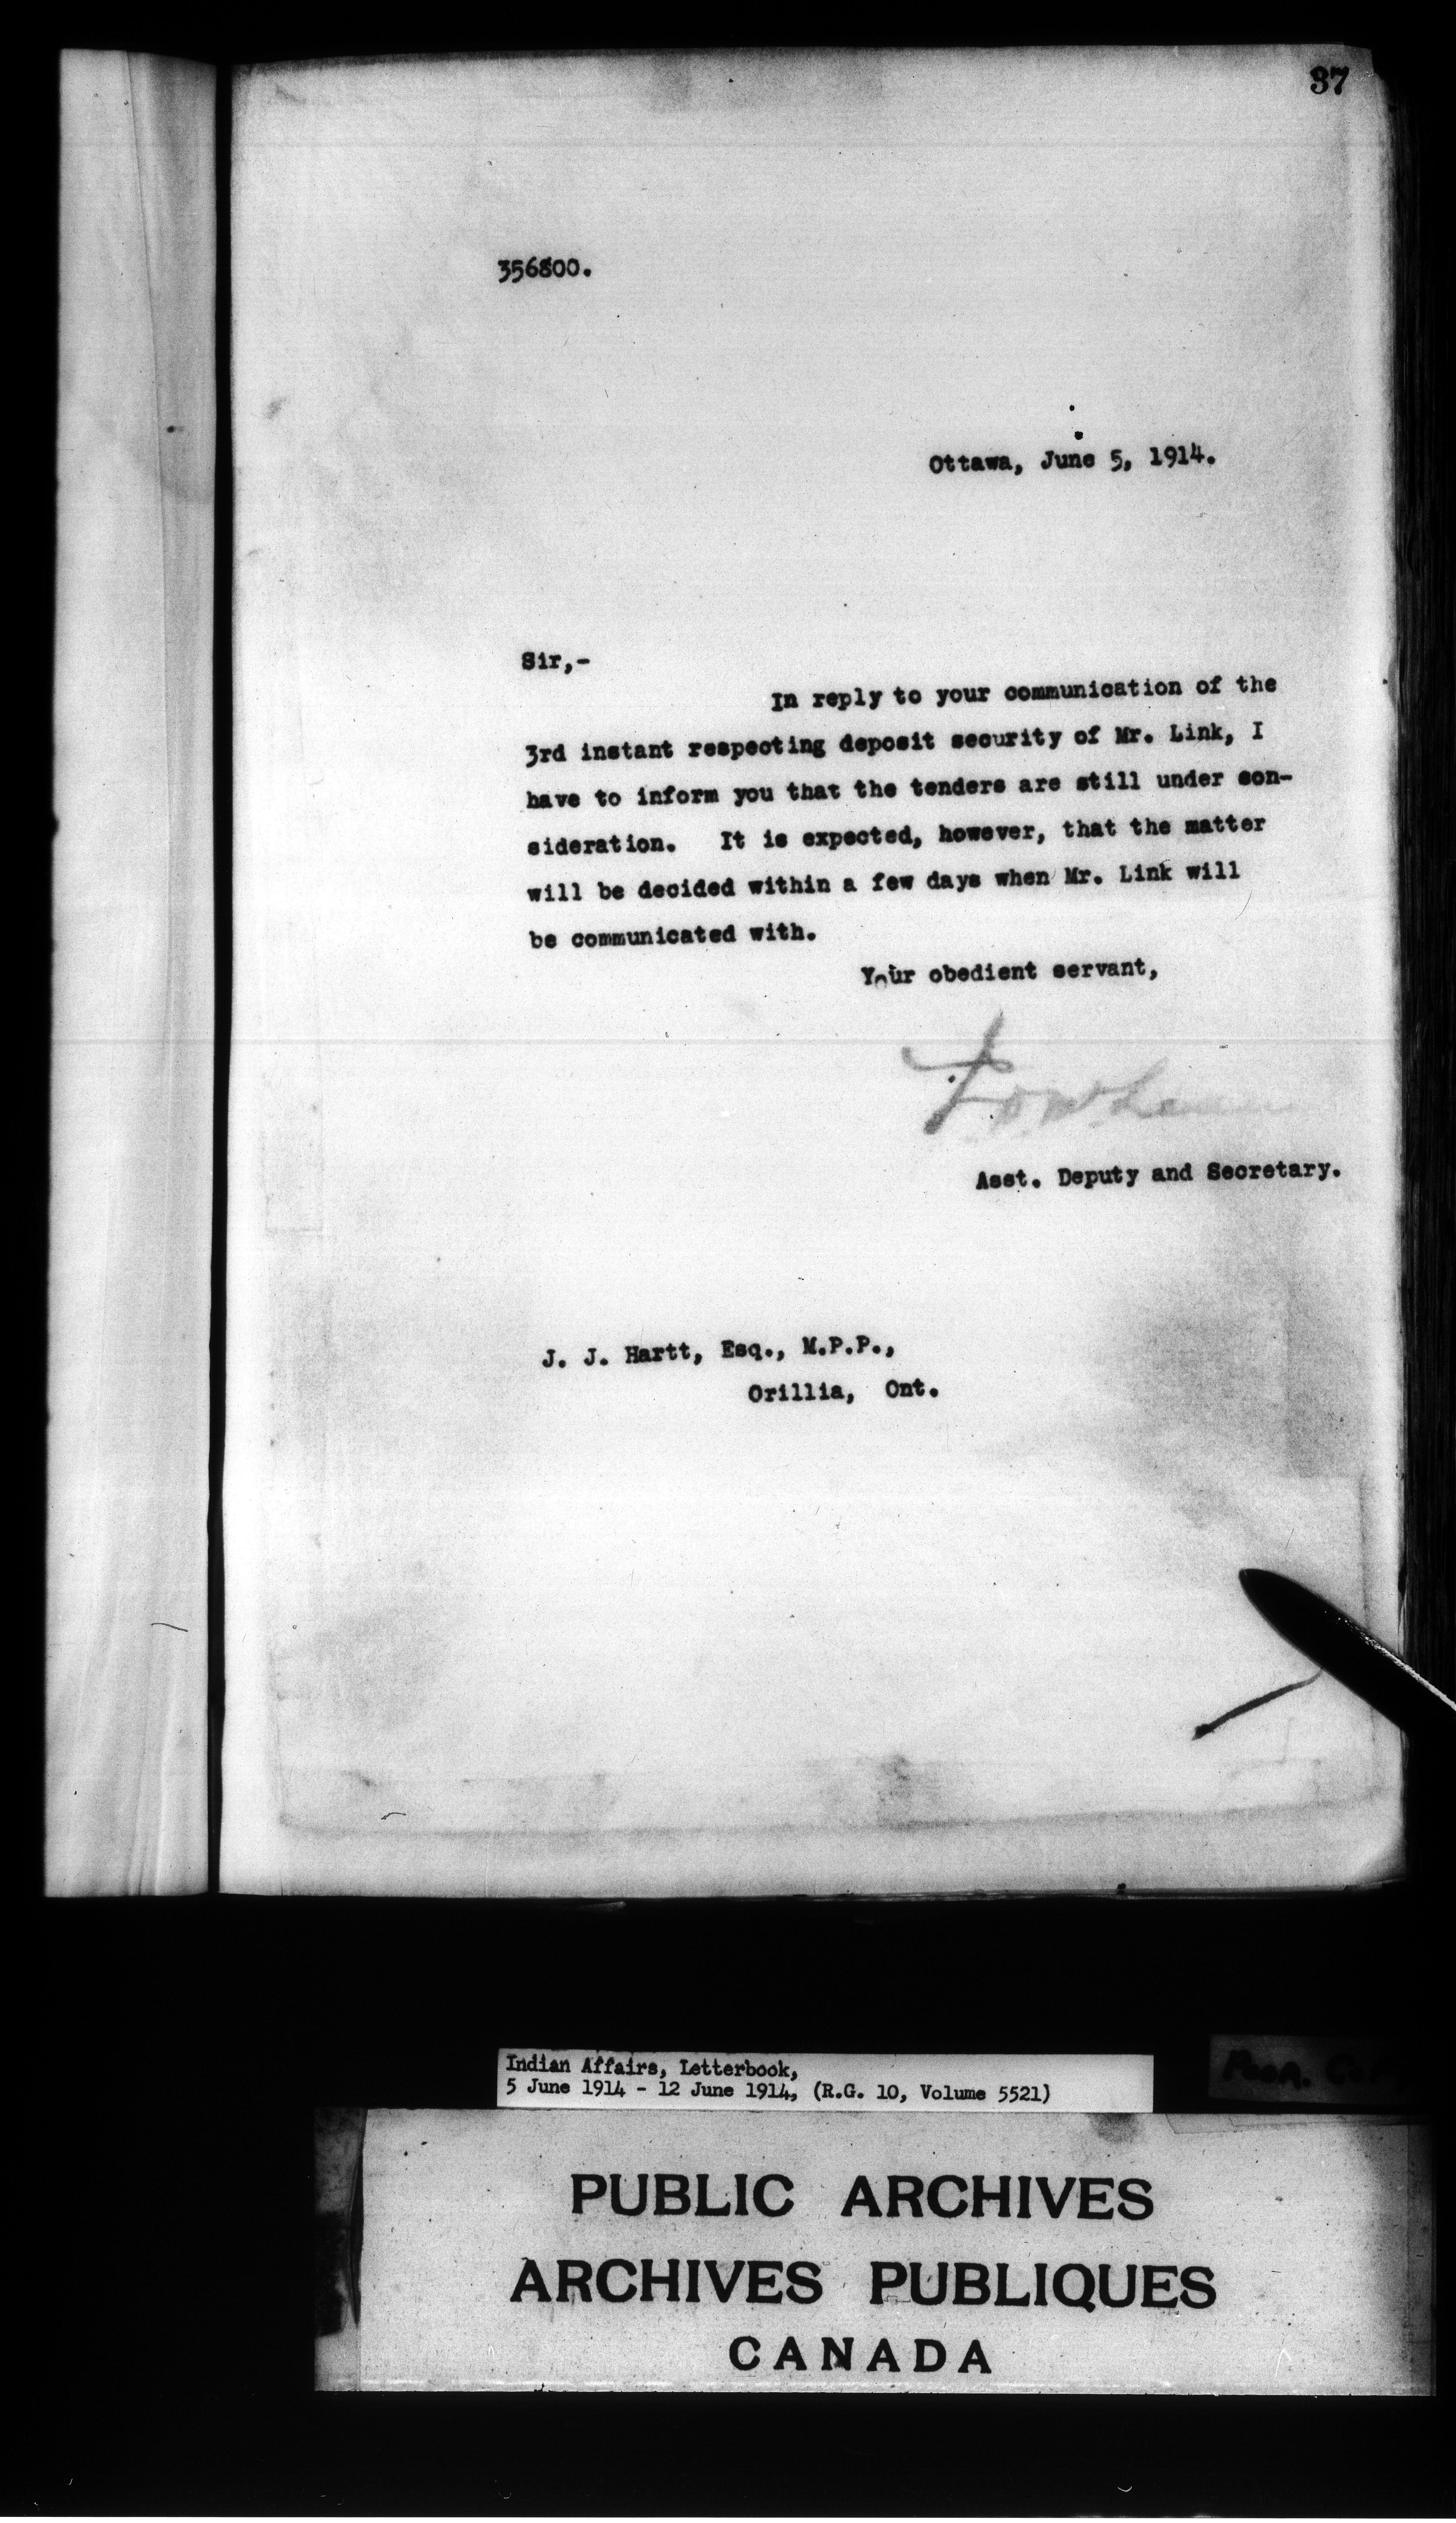 37
356800.
Ottawa, June 5, 1914.
Sir,-
In reply to your communication of the
3rd instant respecting deposit security of Mr. Link, I
have to inform you that the tenders are still under con-
sideration. It is expected, however, that the matter
will be decided within a few days when Mr. Link will
be communicated with.
Your obedient servant,
Asst. Deputy and Secretary.
J. J. Hartt, Esq., M.P.P.,
Orillia, Ont.
Indian Affairs, Letterbook,
5 June 1914 - 12 June 1914, (R.G. 10, Volume 5521)
PUBLIC ARCHIVES
ARCHIVES PUBLIQUES
CANADA